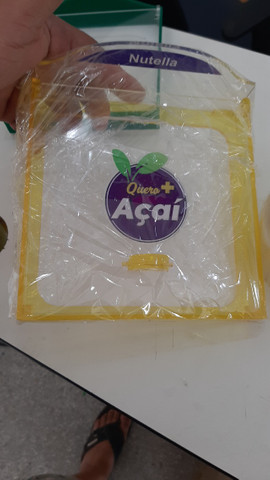 Nutella
Quero +
Açaí